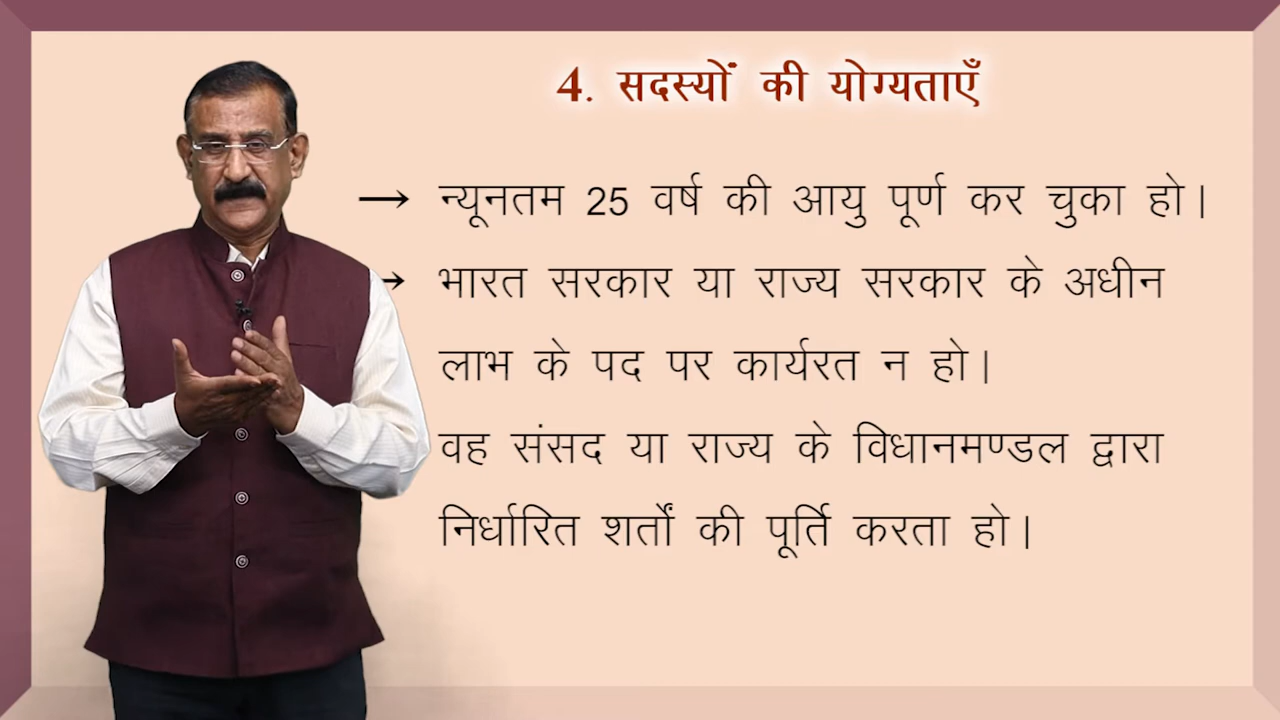 4. सदस्यों की योग्यताएँ
→ न्यूनतम 25 वर्ष की आयु पूर्ण कर चुका हो।
→ भारत सरकार या राज्य सरकार के अधीन
लाभ के पद पर कार्यरत न हो।
वह संसद या राज्य के विधानमण्डल द्वारा
निर्धारित शर्तों की पूर्ति करता हो।